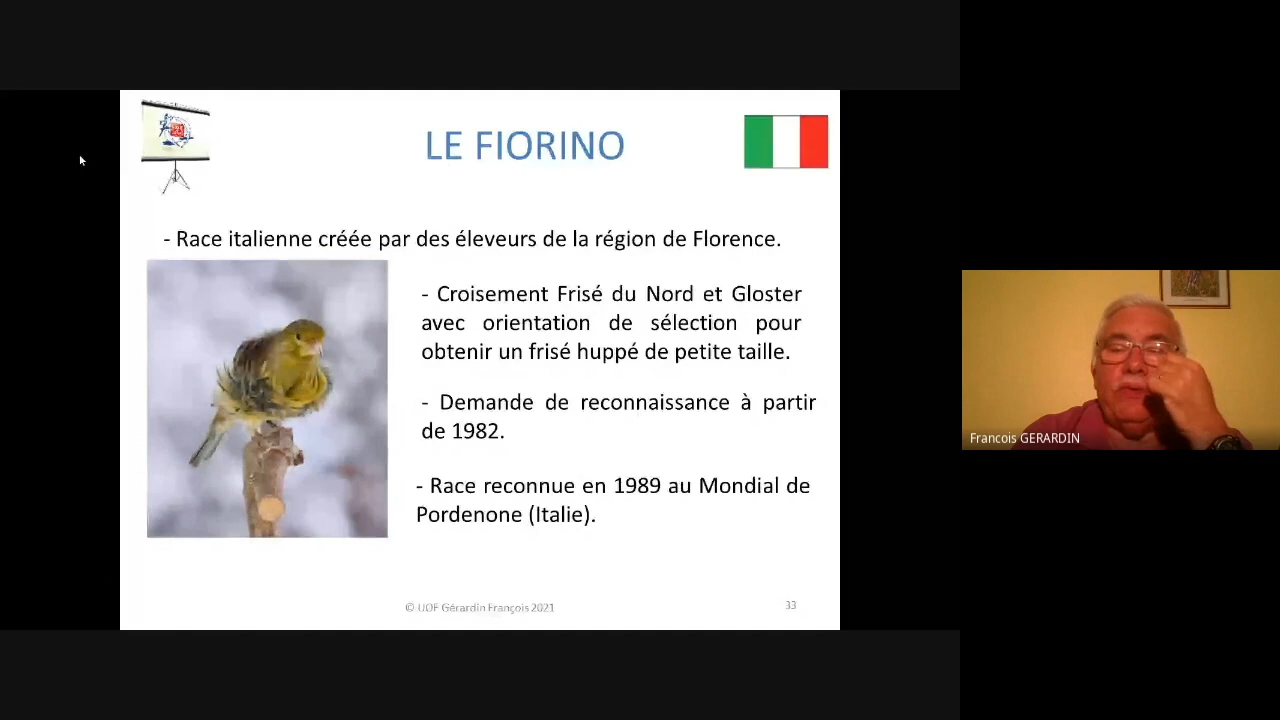 LE FIORINO
- Race italienne créée par des éleveurs de la région de Florence.
- Croisement Frisé du Nord et Gloster
avec orientation de sélection pour
obtenir un frisé huppé de petite taille.
- Demande de reconnaissance à partir
de 1982.
- Race reconnue en 1989 au Mondial de
Pordenone (Italie).
© UOF Gérardin François 2021
33
Francois GERARDIN